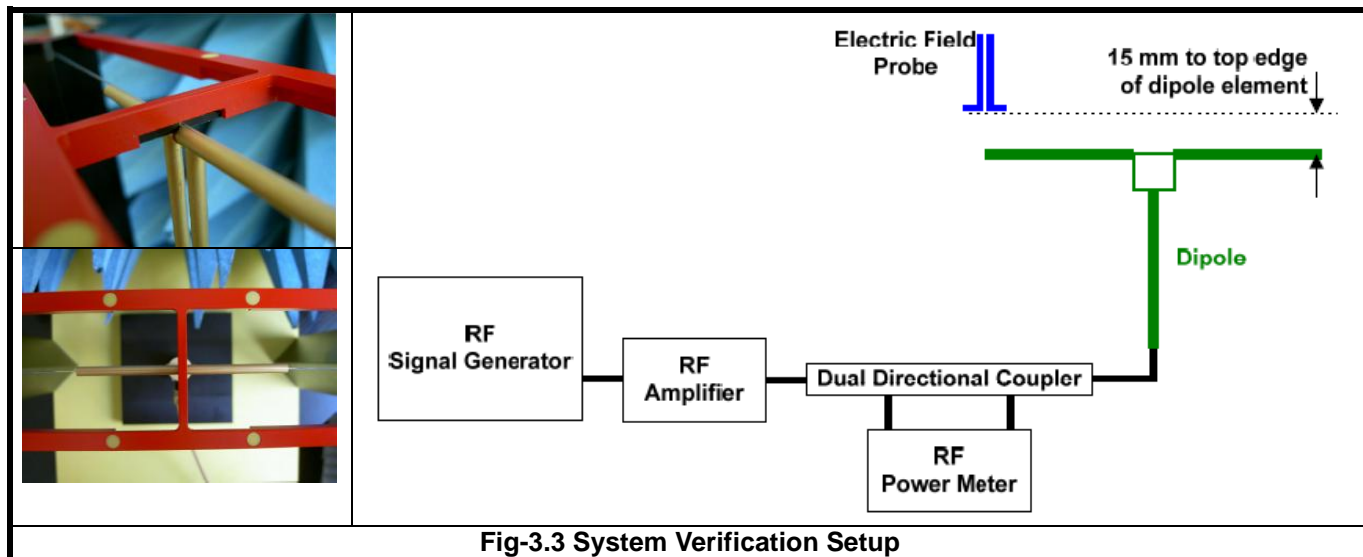 Electric Field
Probe
15 mm to top edge
of dipole element
Dipole
RF
Signal Generator
RF
Amplifier
Dual Directional Coupler
RF
Power Meter
Fig-3.3 System Verification Setup